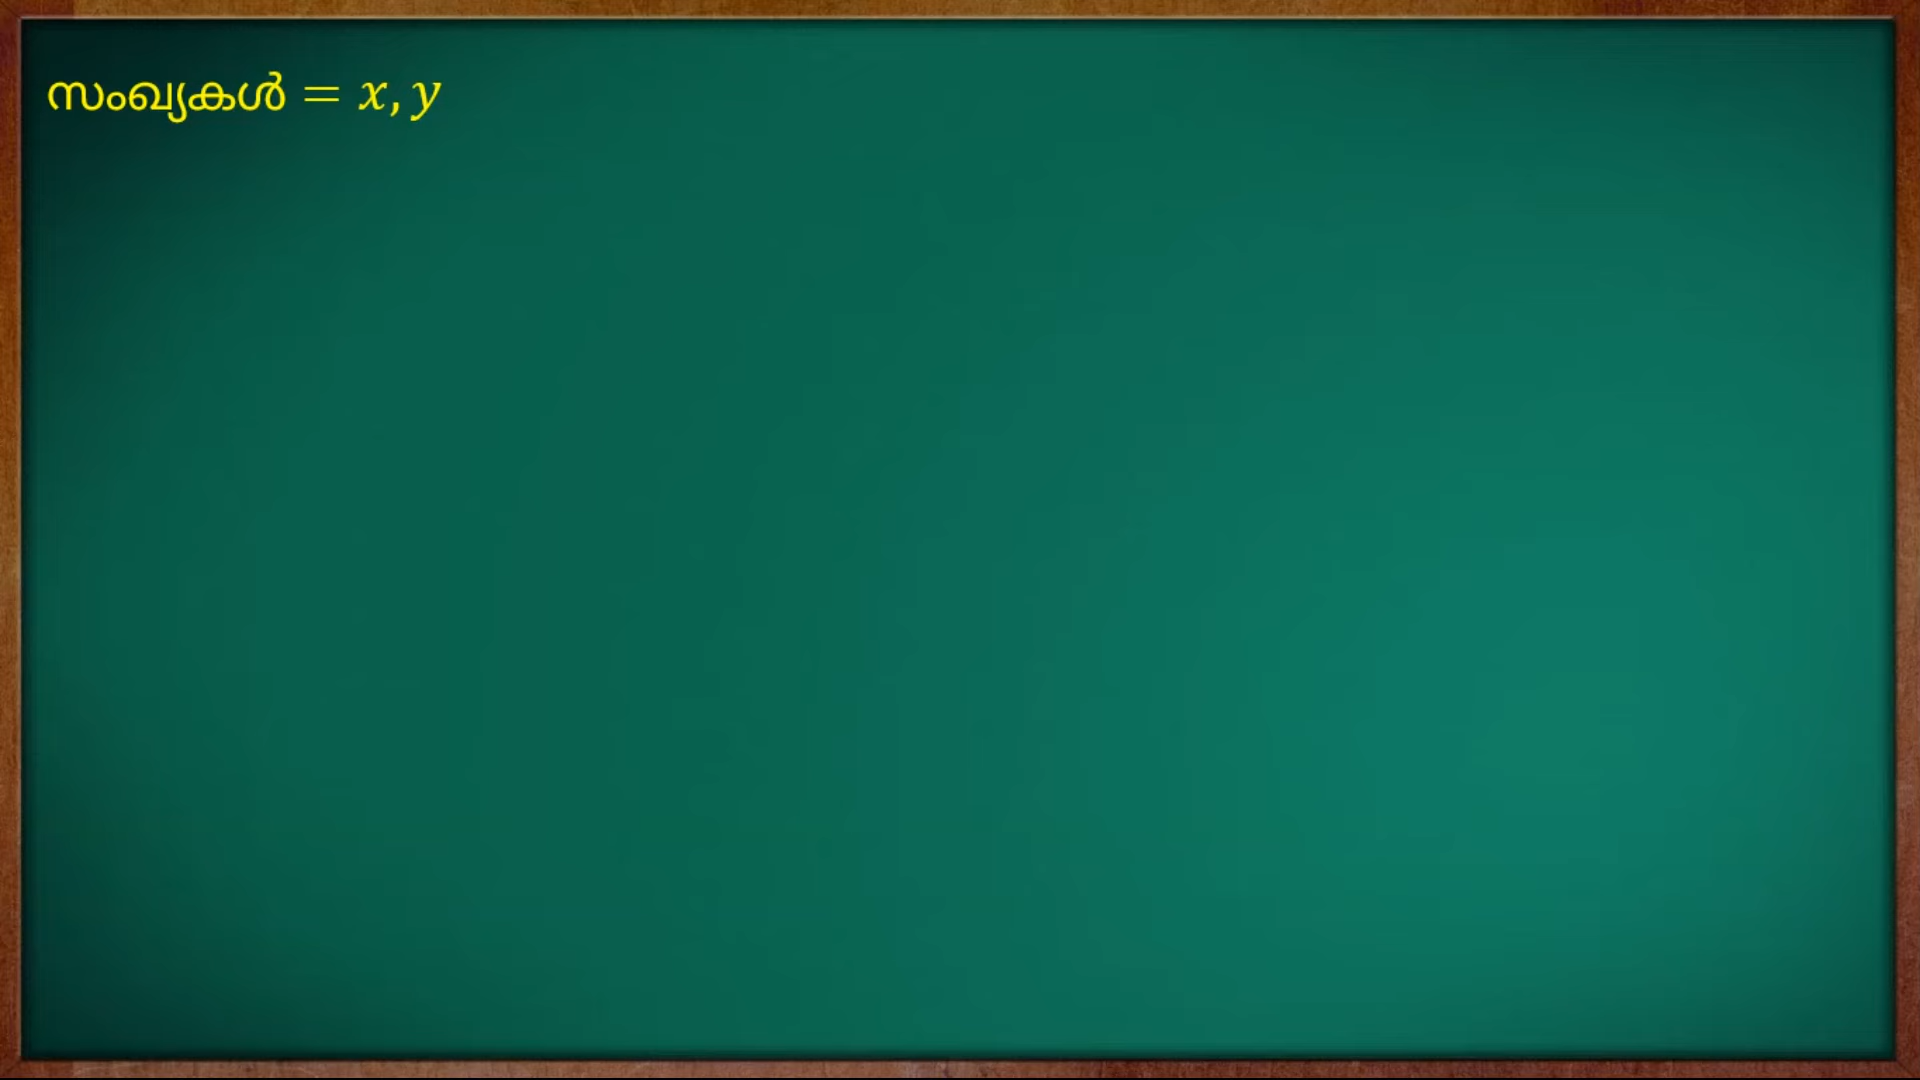 സംഖ്യകൾ = x, y